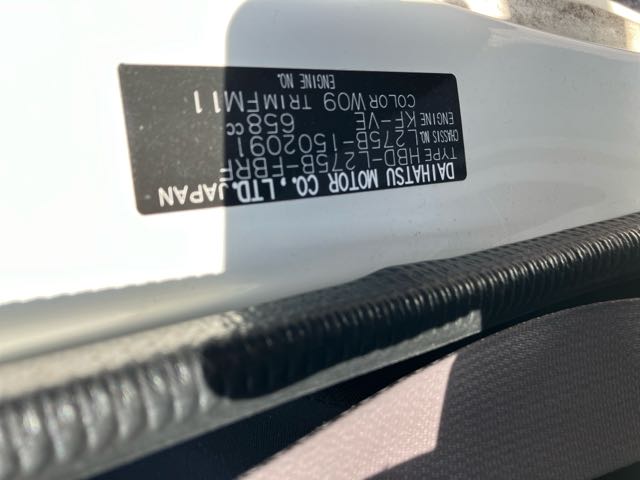 DAIHATSU MOTOR CO., LTD. JAPAN
TYPE HBD-L275B-FBRF
CHASSIS NO. L275B-1502091
ENGINE KF-VE 658cc
COLOR W09 TRIM FM11
ENGINE NO.